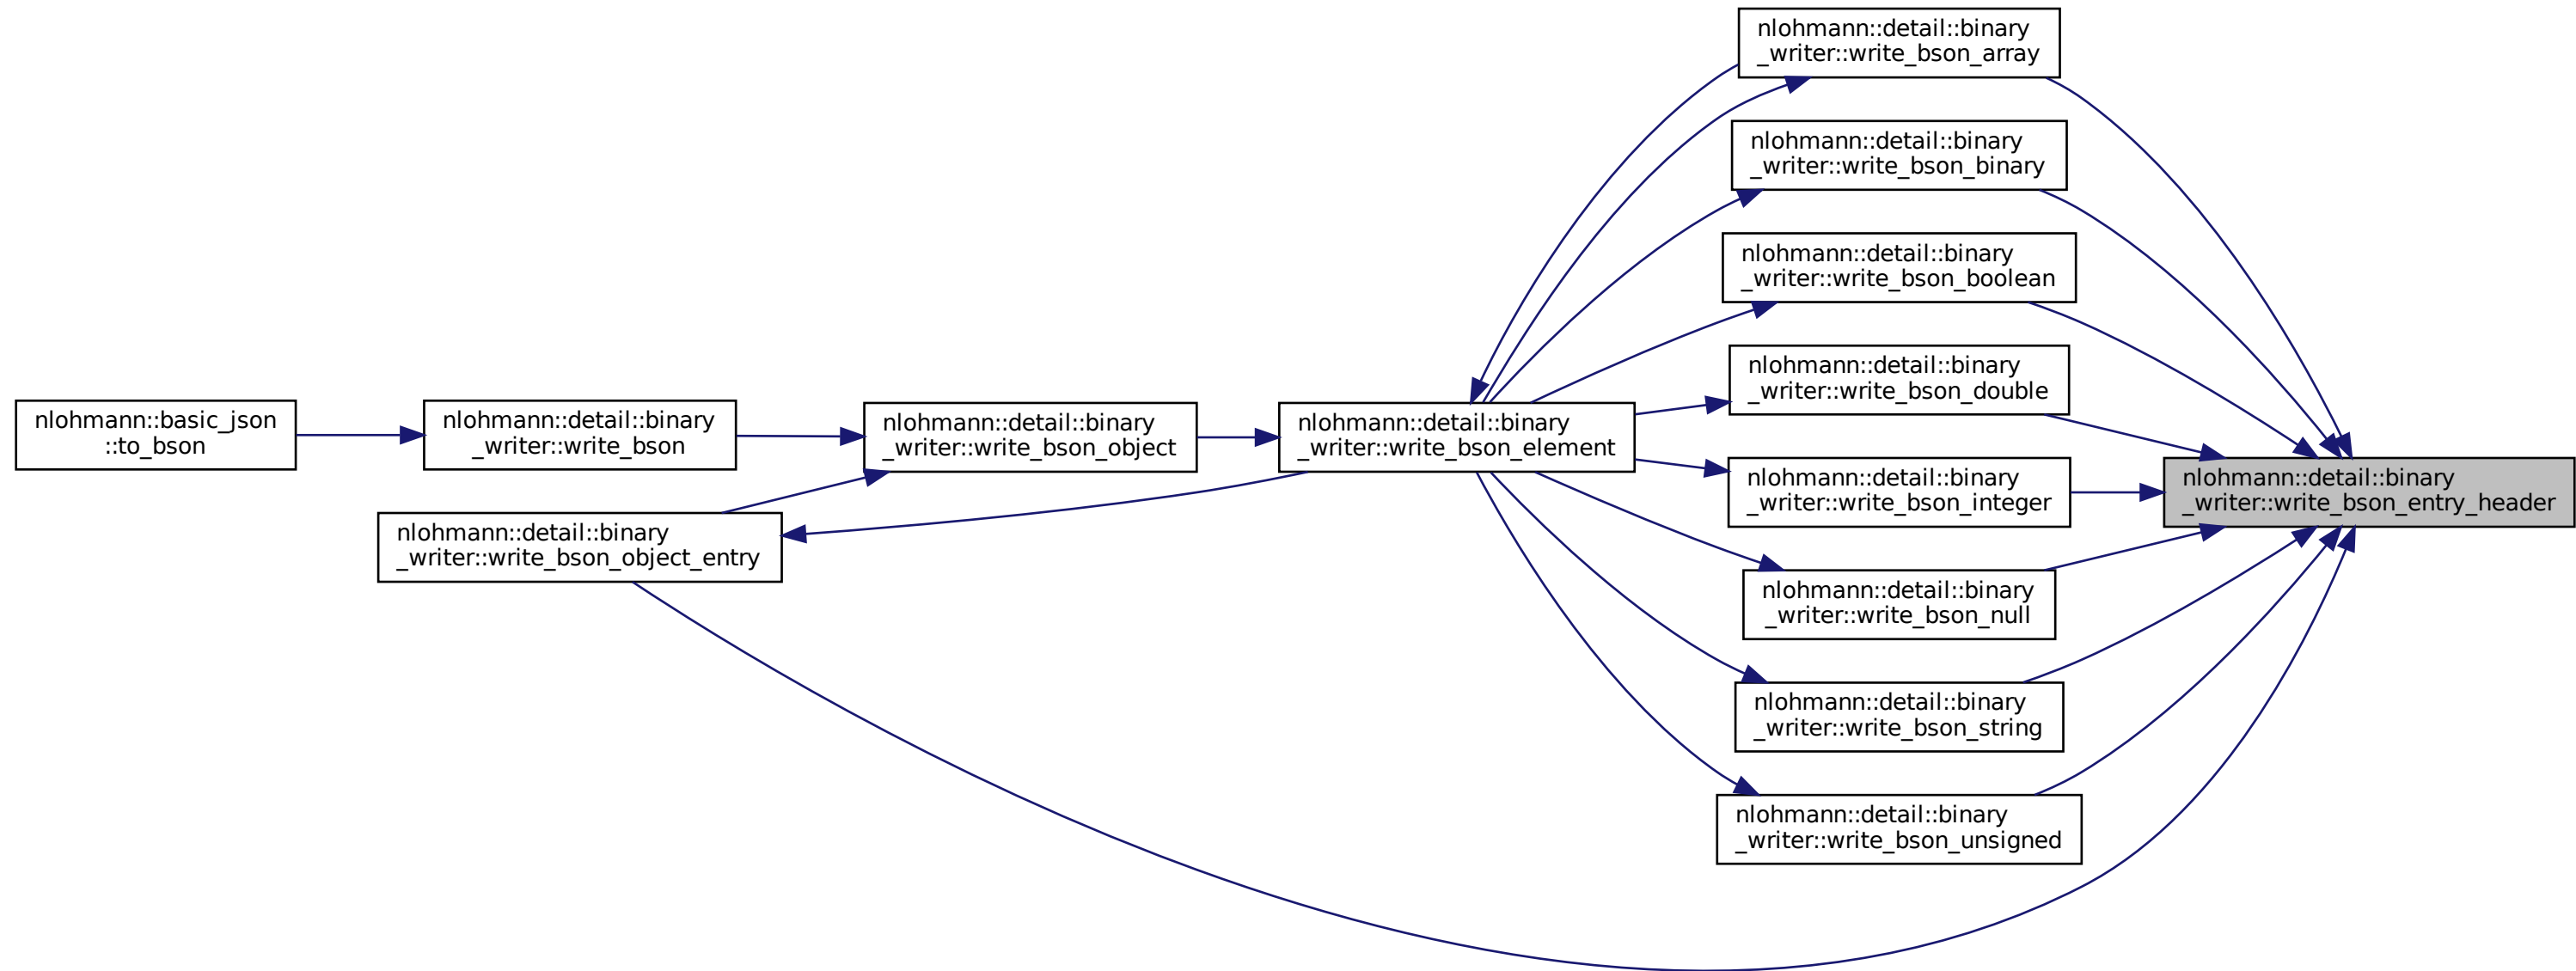 nlohmann::detail::binary
_writer::write_bson_array
nlohmann::detail::binary
_writer::write_bson_binary
nlohmann::detail::binary
_writer::write_bson_boolean
nlohmann::detail::binary
_writer::write_bson_double
nlohmann::basic_json
::to_bson
nlohmann::detail::binary
_writer::write_bson
nlohmann::detail::binary
_writer::write_bson_object
nlohmann::detail::binary
_writer::write_bson_element
nlohmann::detail::binary
_writer::write_bson_integer
nlohmann::detail::binary
_writer::write_bson_entry_header
nlohmann::detail::binary
_writer::write_bson_object_entry
nlohmann::detail::binary
_writer::write_bson_null
nlohmann::detail::binary
_writer::write_bson_string
nlohmann::detail::binary
_writer::write_bson_unsigned